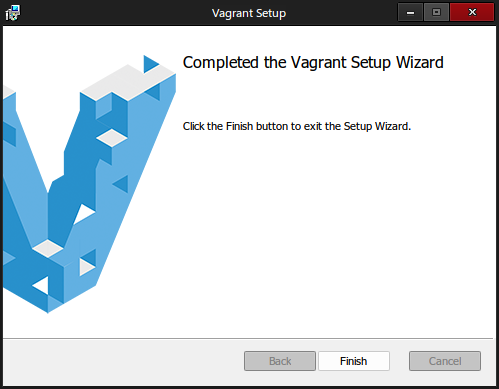 Vagrant Setup
Completed the Vagrant Setup Wizard
Click the Finish button to exit the Setup Wizard.
Back
Finish
Cancel